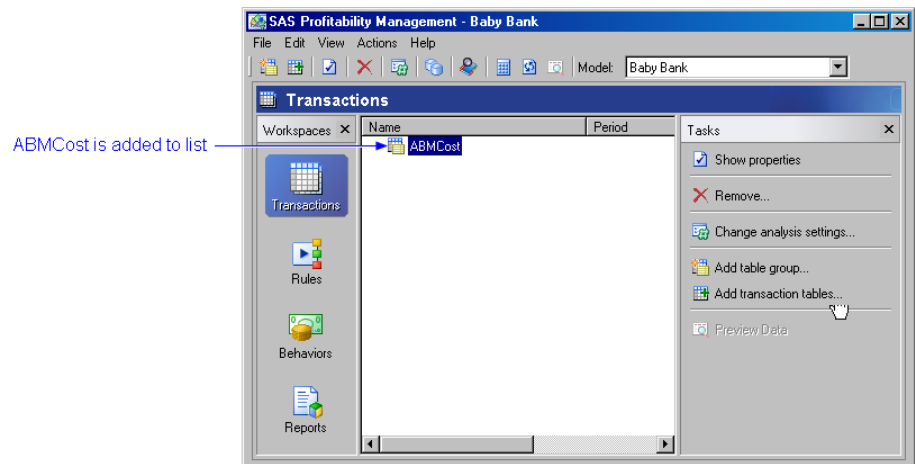 SAS Profitability Management - Baby Bank
File Edit View Actions Help
Model: Baby Bank
Transactions
Workspaces
Name Period
Tasks
ABMCost is added to list
ABMCost
Show properties
Transactions
Remove...
Change analysis settings...
Rules
Add table group...
Add transaction tables...
Preview Data
Behaviors
Reports